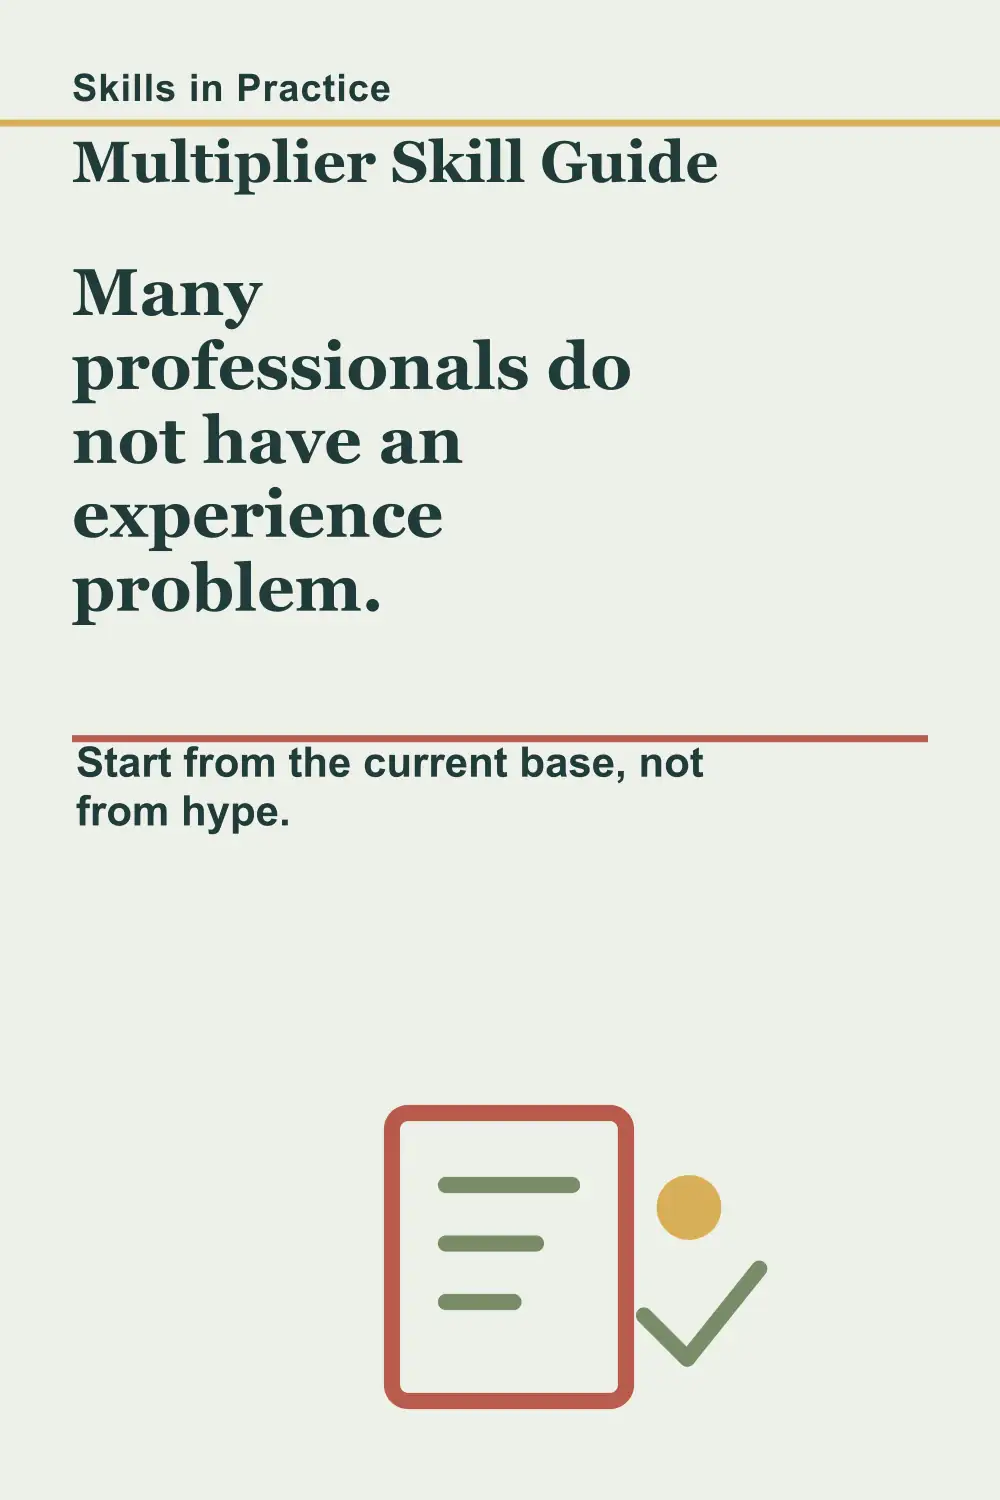 Skills in Practice
Multiplier Skill Guide
Many
professionals do
not have an
experience
problem.
Start from the current base, not
from hype.